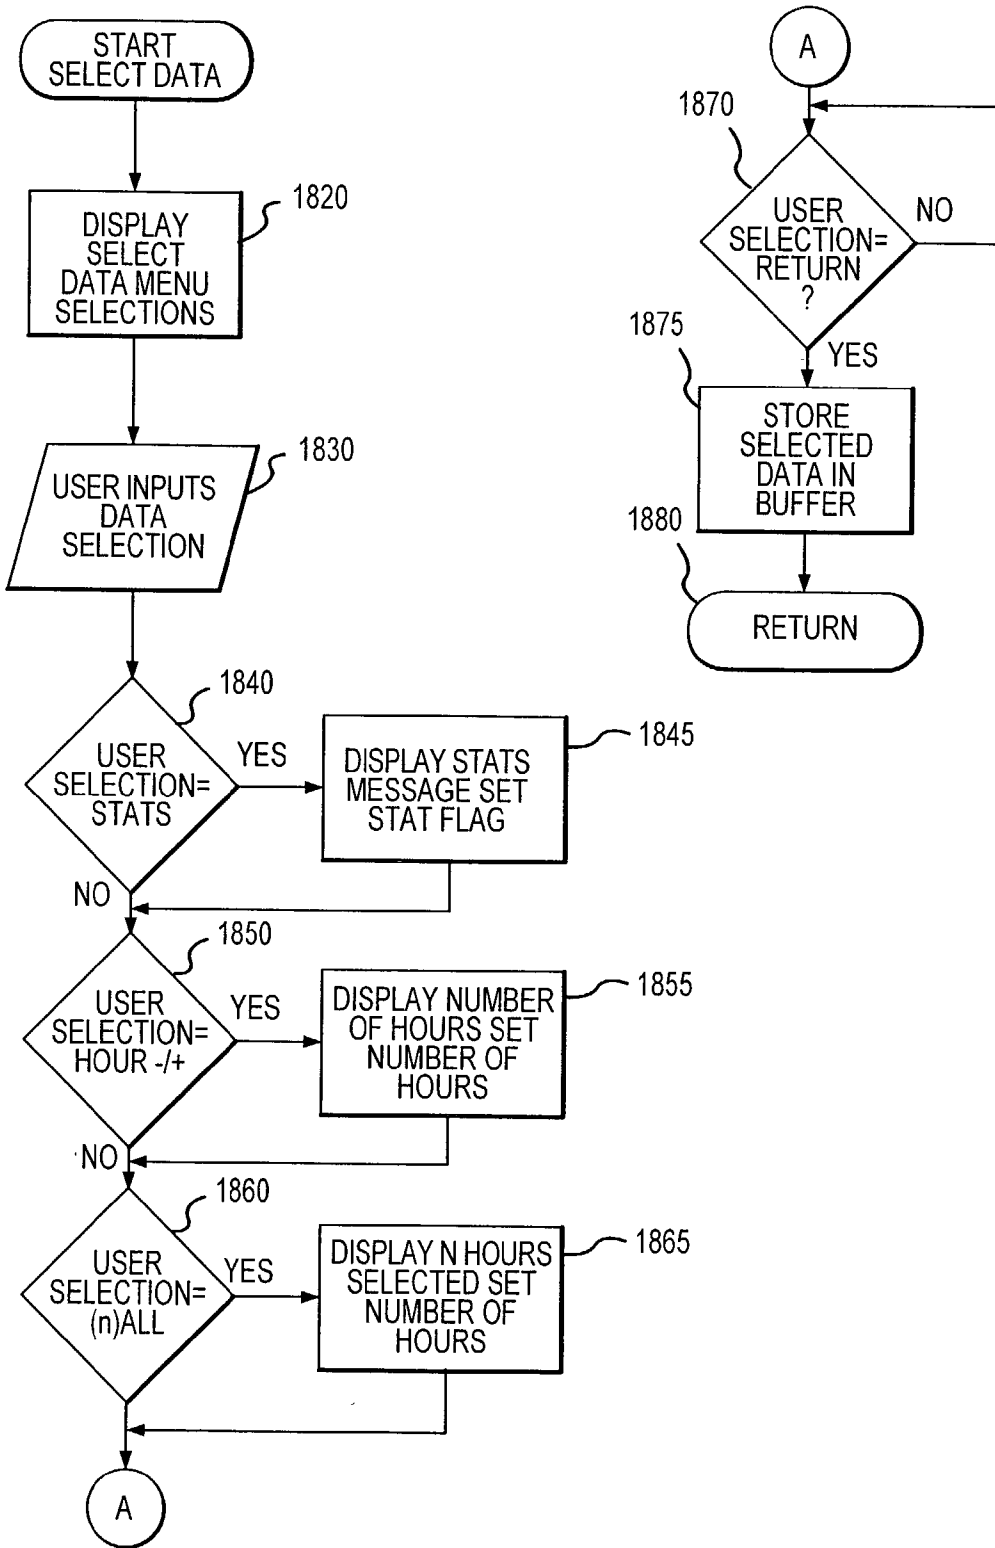 START
SELECT DATA
1820
DISPLAY
SELECT
DATA MENU
SELECTIONS
1830
USER INPUTS
DATA
SELECTION
1840
USER
SELECTION=
STATS
YES
NO
1845
DISPLAY STATS
MESSAGE SET
STAT FLAG
1850
USER
SELECTION=
HOUR -/+
YES
NO
1855
DISPLAY NUMBER
OF HOURS SET
NUMBER OF
HOURS
1860
USER
SELECTION=
(n)ALL
YES
1865
DISPLAY N HOURS
SELECTED SET
NUMBER OF
HOURS
A
A
1870
USER
SELECTION=
RETURN
?
NO
YES
1875
STORE
SELECTED
DATA IN
BUFFER
1880
RETURN